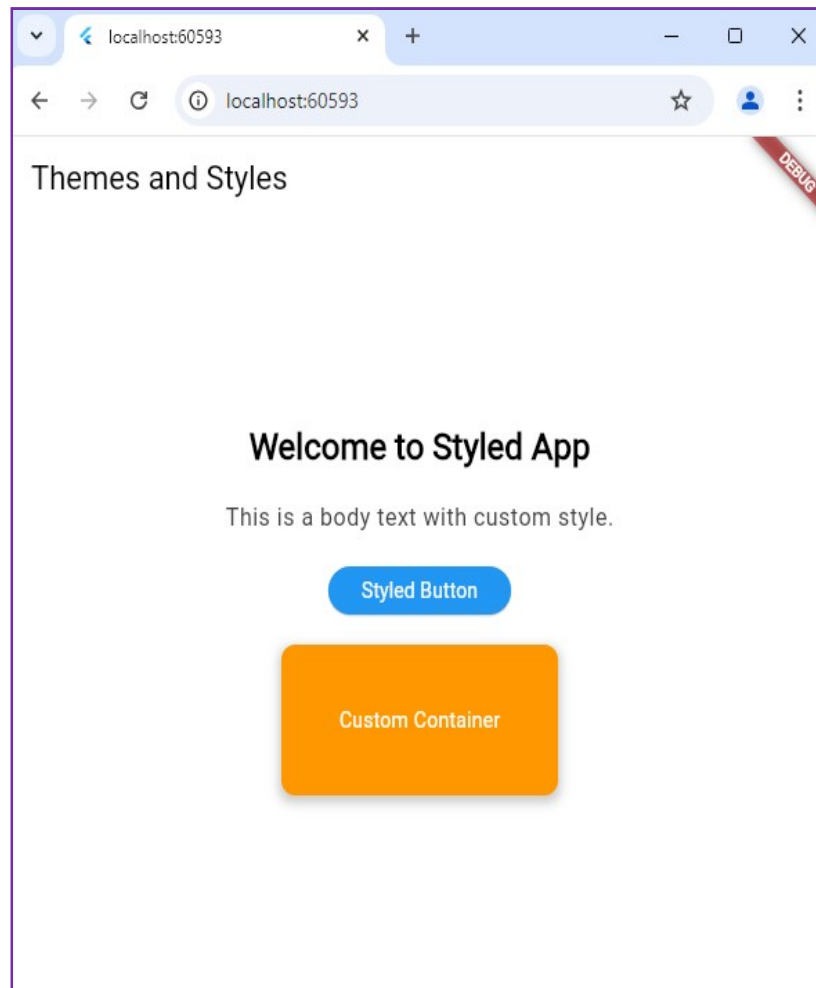 localhost:60593
localhost:60593
Themes and Styles
DEBUG
Welcome to Styled App
This is a body text with custom style.
Styled Button
Custom Container